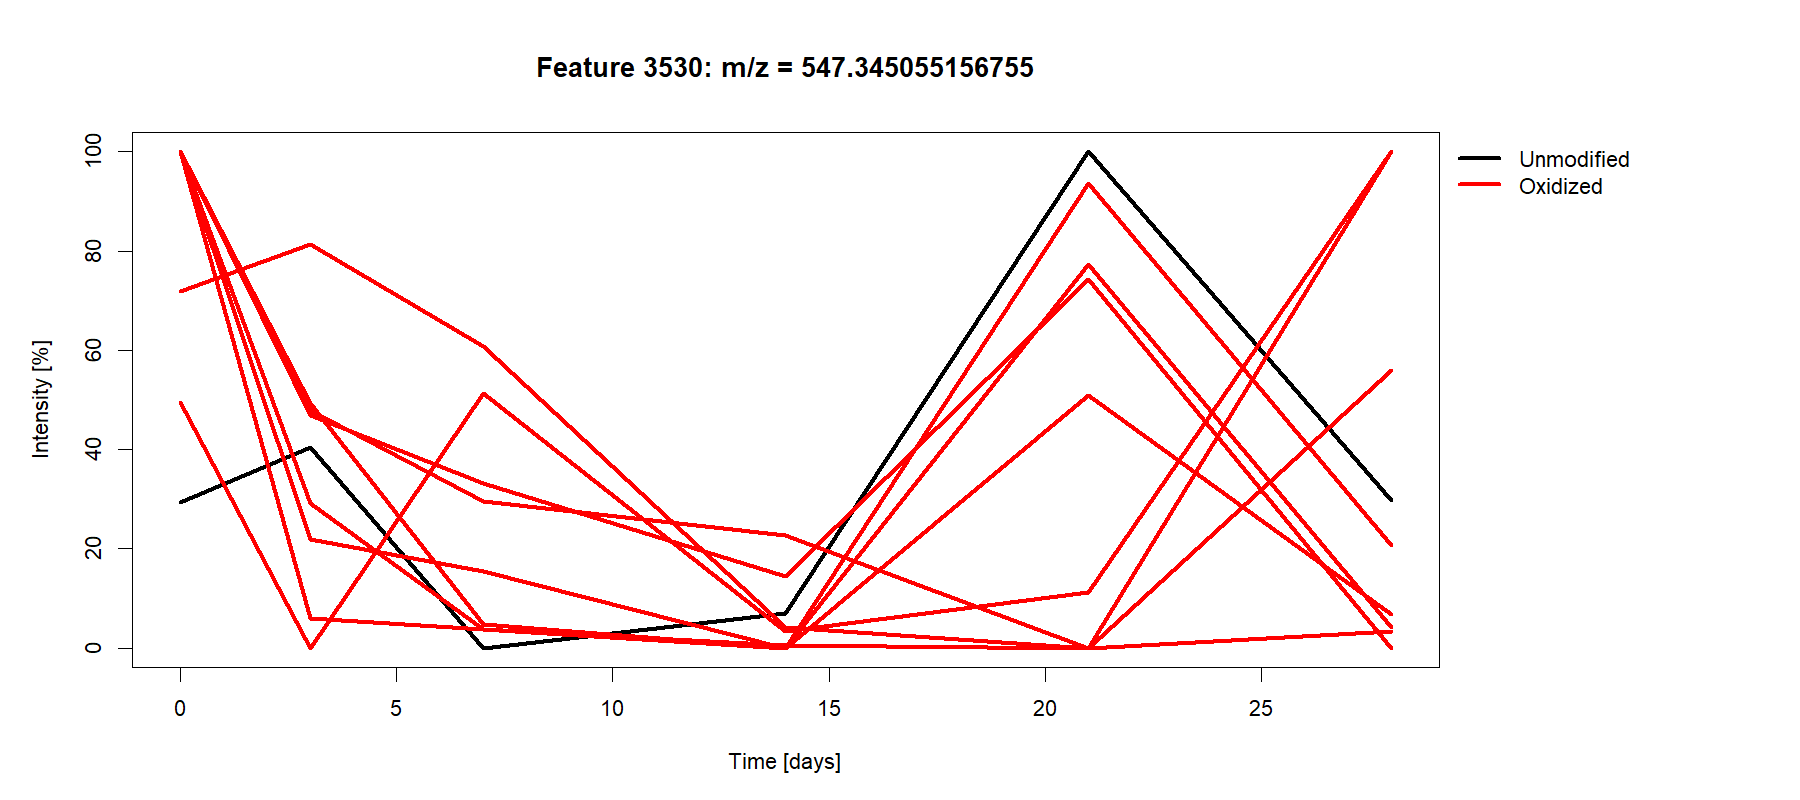 Feature 3530: m/z = 547.345055156755
Unmodified
Oxidized
100
80
60
40
20
0
Intensity [%]
0 5 10 15 20 25
Time [days]